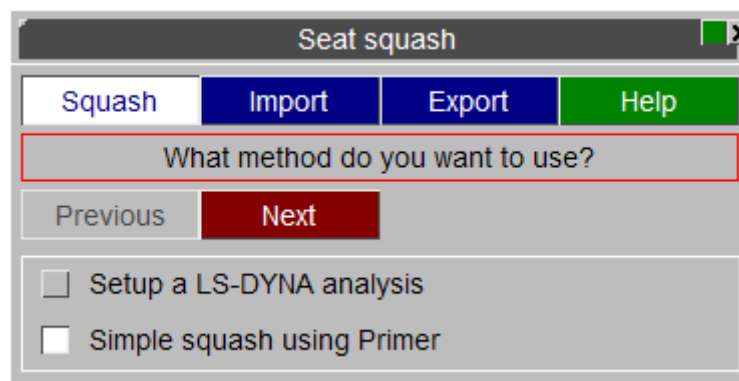 Seat squash
Squash Import Export Help
What method do you want to use?
Previous Next
Setup a LS-DYNA analysis
Simple squash using Primer